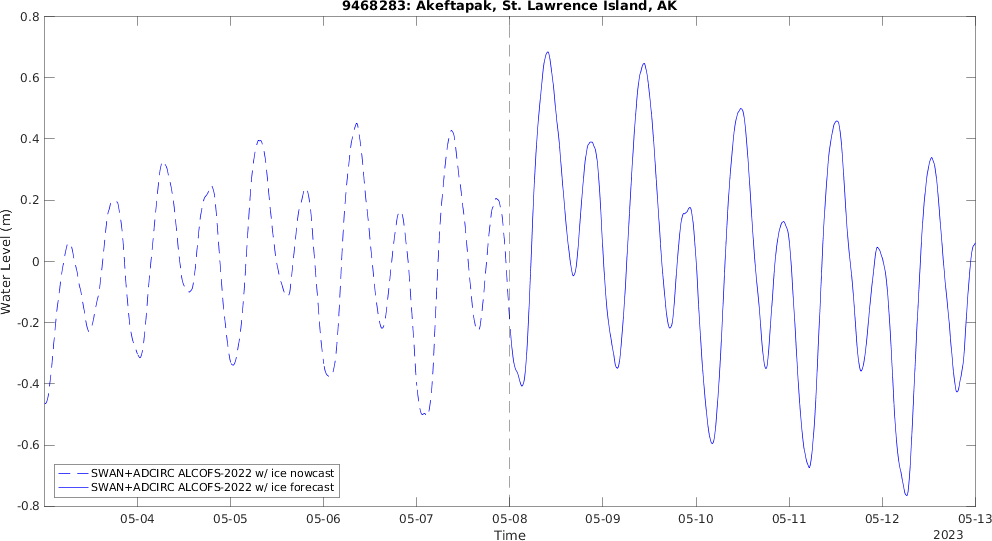 9468283: Akeftapak, St. Lawrence Island, AK
0.8
0.6
0.4
0.2
0
-0.2
-0.4
-0.6
-0.8
Water Level (m)
SWAN+ADCIRC ALCOFS-2022 w/ ice nowcast
SWAN+ADCIRC ALCOFS-2022 w/ ice forecast
05-04 05-05 05-06 05-07 05-08 05-09 05-10 05-11 05-12 05-13
Time
2023